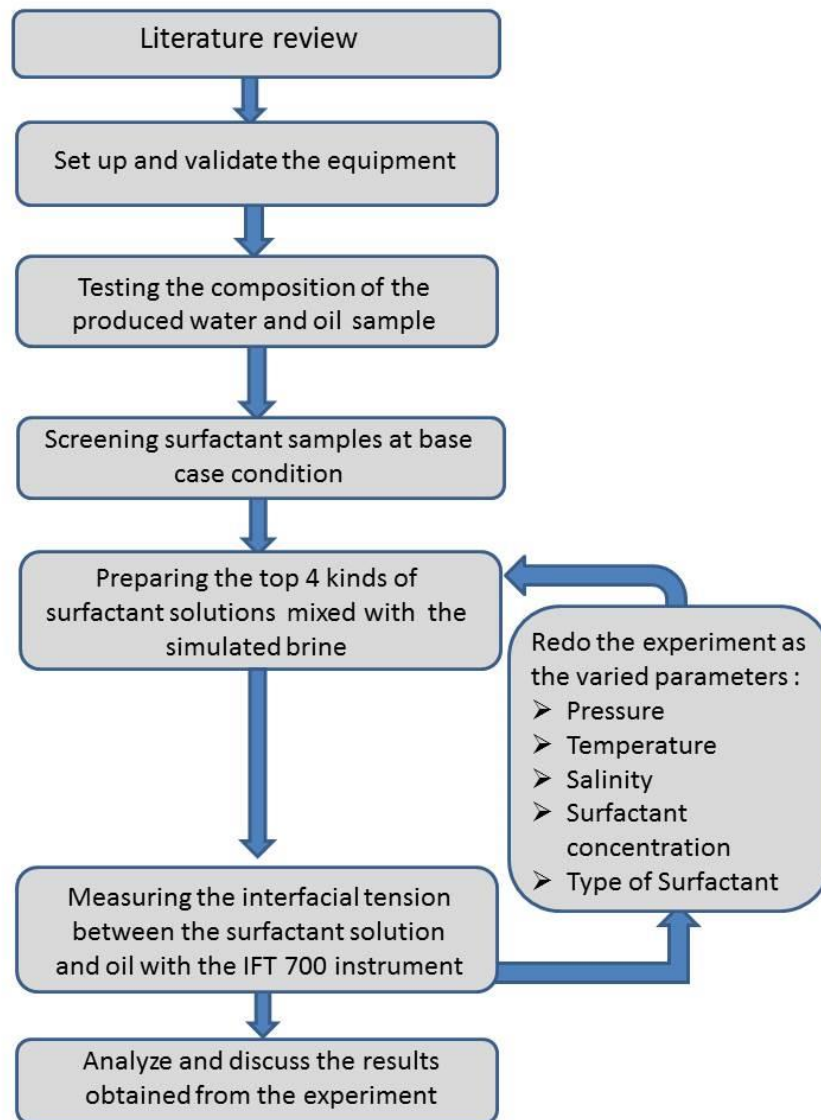 Literature review
Set up and validate the equipment
Testing the composition of the
produced water and oil sample
Screening surfactant samples at base
case condition
Preparing the top 4 kinds of
surfactant solutions mixed with the
simulated brine
Redo the experiment as
the varied parameters :
➢ Pressure
➢ Temperature
➢ Salinity
➢ Surfactant
concentration
➢ Type of Surfactant
Measuring the interfacial tension
between the surfactant solution
and oil with the IFT 700 instrument
Analyze and discuss the results
obtained from the experiment